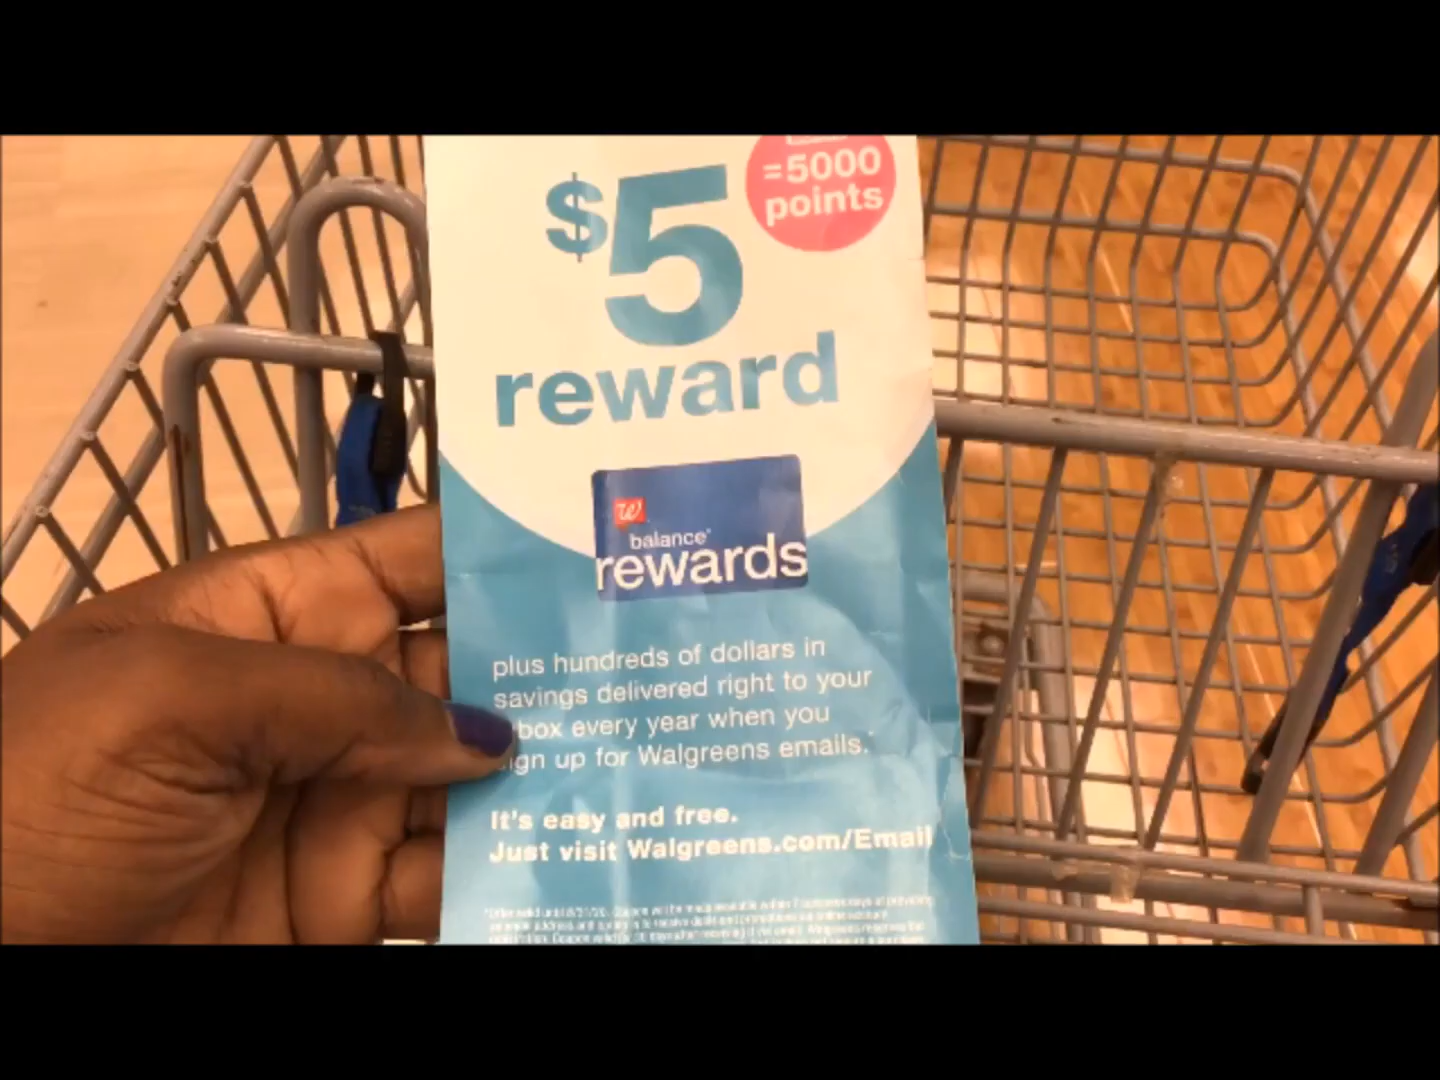 =5000
points
$5
reward
W
balance®
rewards
plus hundreds of dollars in
savings delivered right to your
box every year when you
ign up for Walgreens emails.*
It's easy and free.
Just visit Walgreens.com/Email